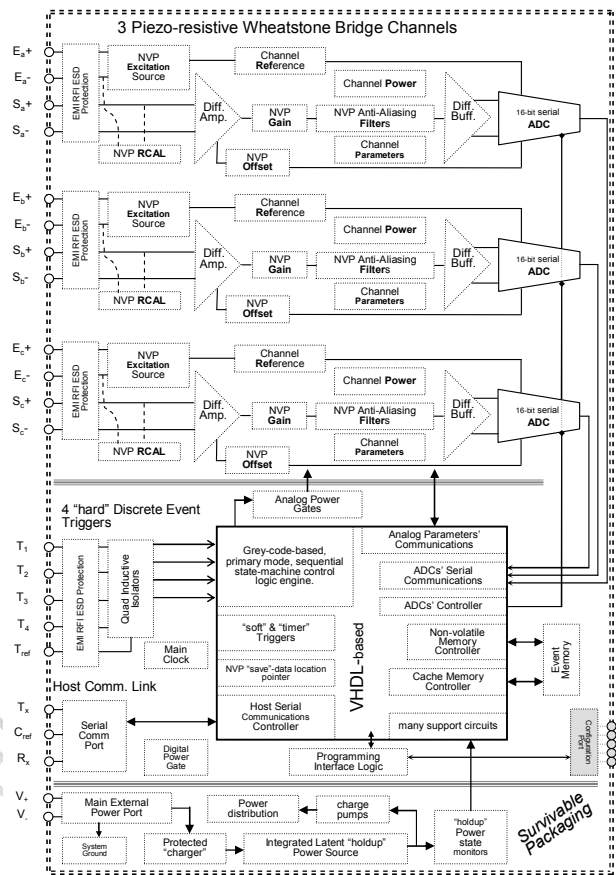 3 Piezo-resistive Wheatstone Bridge Channels
Ea+
Ea-
Sa+
Sa-
EMI RFI ESD
Protection
NVP
Excitation
Source
NVP RCAL
Diff.
Amp.
Channel
Reference
Channel Power
NVP
Gain
NVP Anti-Aliasing
Filters
Channel
Parameters
NVP
Offset
Diff.
Buff.
16-bit serial
ADC
Eb+
Eb-
Sb+
Sb-
EMI RFI ESD
Protection
NVP
Excitation
Source
NVP RCAL
Diff.
Amp.
Channel
Reference
Channel Power
NVP
Gain
NVP Anti-Aliasing
Filters
Channel
Parameters
NVP
Offset
Diff.
Buff.
16-bit serial
ADC
Ec+
Ec-
Sc+
Sc-
EMI RFI ESD
Protection
NVP
Excitation
Source
NVP RCAL
Diff.
Amp.
Channel
Reference
Channel Power
NVP
Gain
NVP Anti-Aliasing
Filters
Channel
Parameters
NVP
Offset
Diff.
Buff.
16-bit serial
ADC
4 “hard” Discrete Event
Triggers
Analog Power
Gates
T1
T2
T3
T4
Tref
EMI RFI ESD Protection
Quad Inductive
Isolators
Main
Clock
Grey-code-based,
primary mode, sequential
state-machine control
logic engine.
“soft” & “timer”
Triggers
NVP “save”-data location
pointer
Host Serial
Communications
Controller
VHDL-based
Analog Parameters’
Communications
ADCs’ Serial
Communications
ADCs’ Controller
Non-volatile
Memory
Controller
Cache Memory
Controller
many support circuits
Event
Memory
Host Comm. Link
Tx
Cref
Rx
Serial
Comm
Port
Digital
Power
Gate
Programming
Interface Logic
Configuration
Port
V+
V-
Main External
Power Port
System
Ground
Protected
“charger”
Power
distribution
charge
pumps
Integrated Latent “holdup”
Power Source
“holdup”
Power
state
monitors
Survivable
Packaging